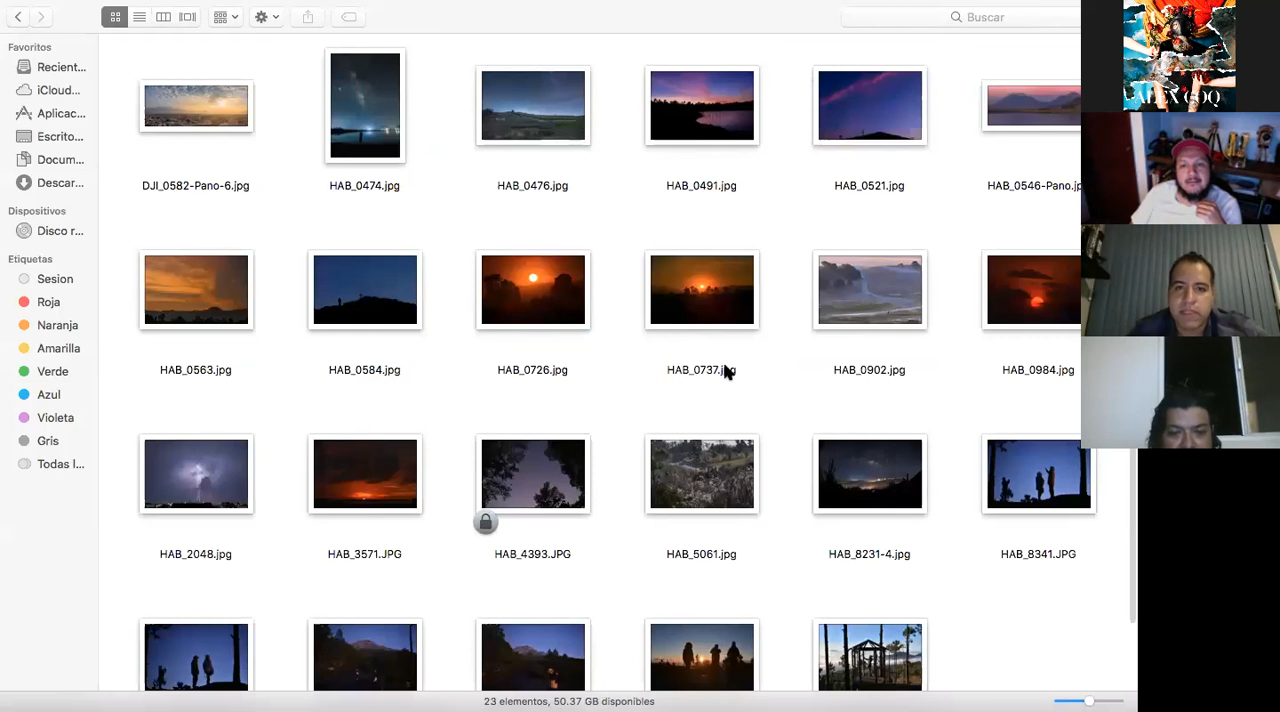 Buscar
Favoritos
Recient...
iCloud...
Aplicac...
Escrito...
Docum...
Descar...
Dispositivos
Disco r...
Etiquetas
Sesion
Roja
Naranja
Amarilla
Verde
Azul
Violeta
Gris
Todas l...
DJI_0582-Pano-6.jpg
HAB_0474.jpg
HAB_0476.jpg
HAB_0491.jpg
HAB_0521.jpg
HAB_0546-Pano.jp
HAB_0563.jpg
HAB_0584.jpg
HAB_0726.jpg
HAB_0737.jpg
HAB_0902.jpg
HAB_0984.jpg
HAB_2048.jpg
HAB_3571.JPG
HAB_4393.JPG
HAB_5061.jpg
HAB_8231-4.jpg
HAB_8341.JPG
23 elementos, 50.37 GB disponibles